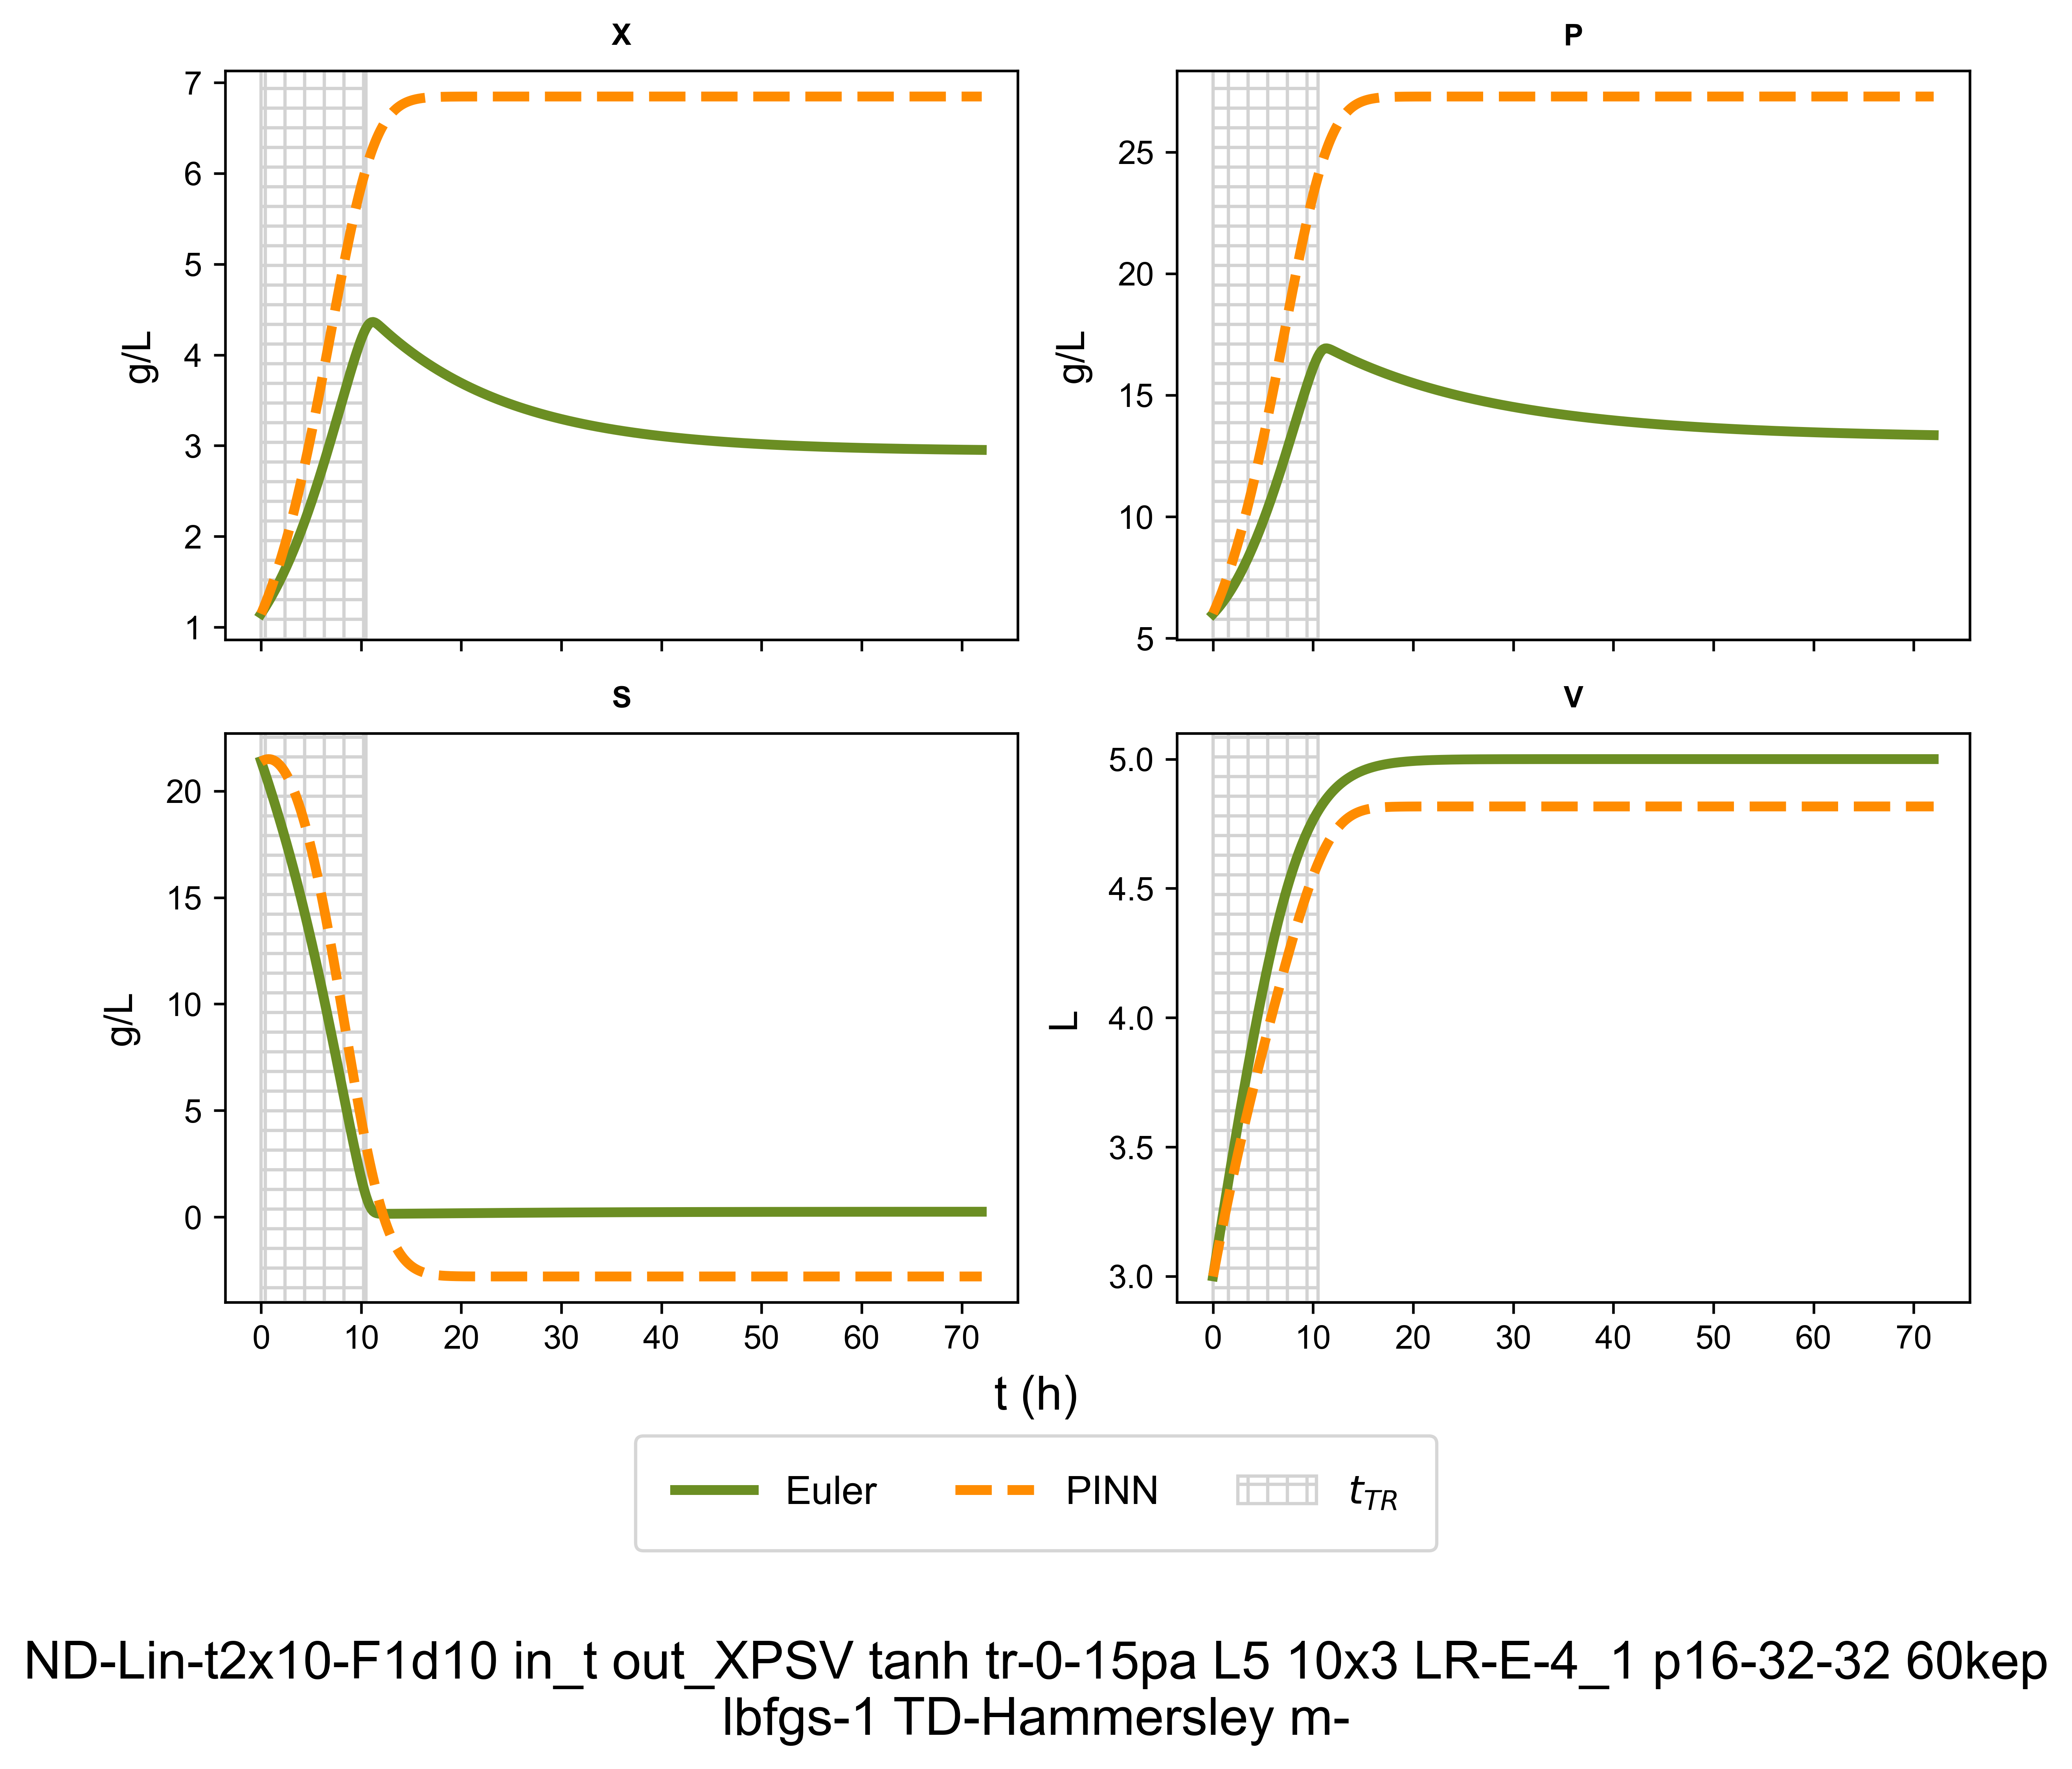 X
P
7
6
5
4
3
2
1
g/L
25
20
15
10
5
g/L
S
V
20
15
10
5
0
g/L
5.0
4.5
4.0
3.5
3.0
L
0 10 20 30 40 50 60 70
0 10 20 30 40 50 60 70
t (h)
Euler PINN t_TR
ND-Lin-t2x10-F1d10 in_t out_XPSV tanh tr-0-15pa L5 10x3 LR-E-4_1 p16-32-32 60kep
lbfgs-1 TD-Hammersley m-